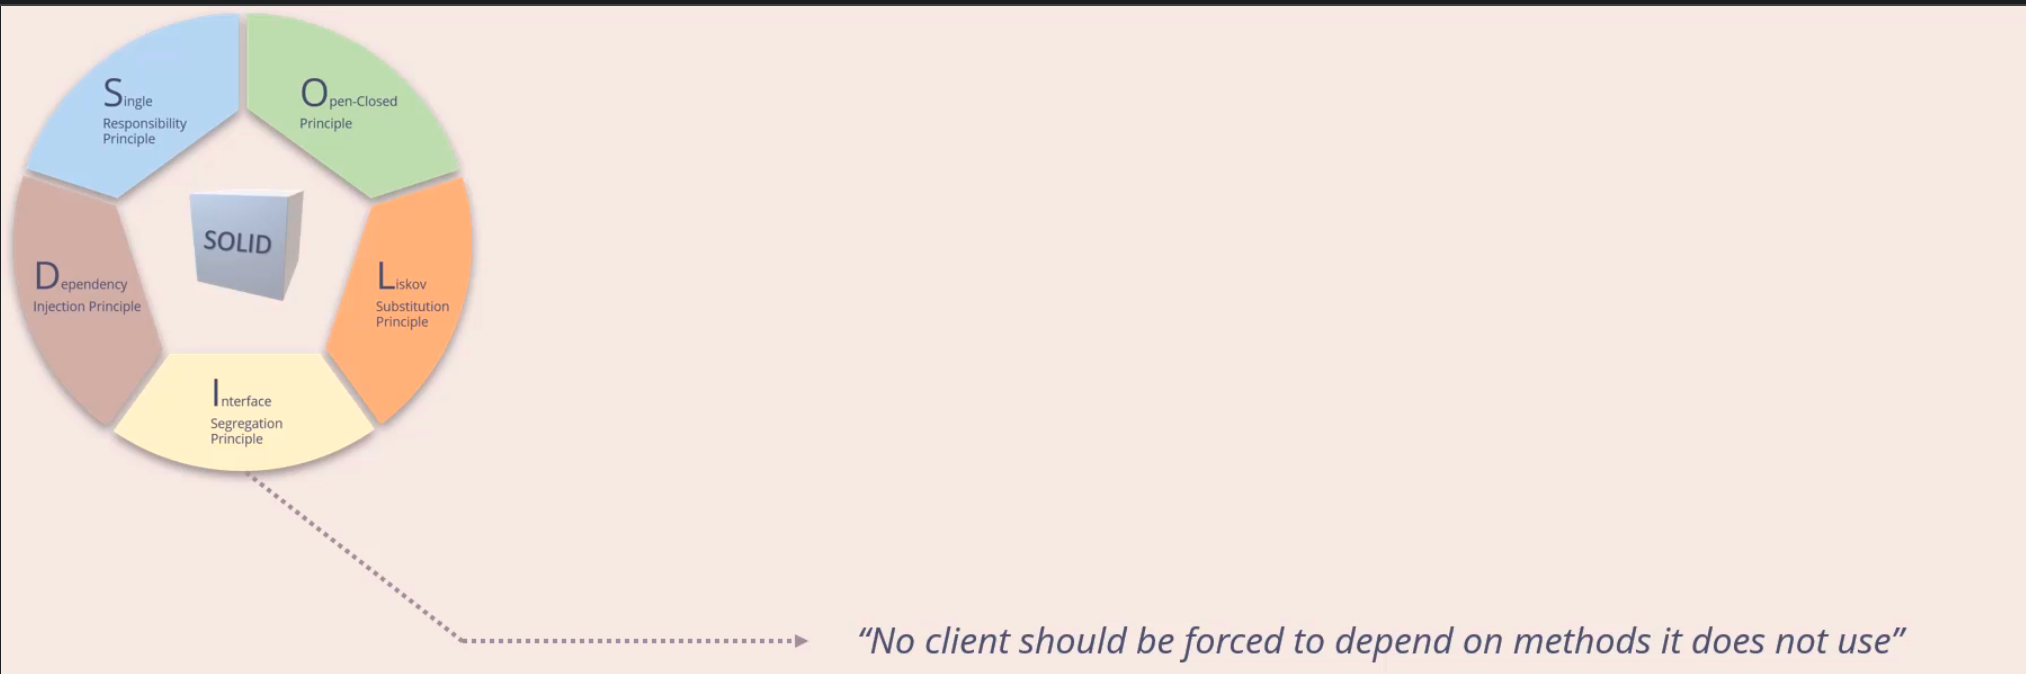 Single
Responsibility
Principle
Open-Closed
Principle
SOLID
Dependency
Injection Principle
Liskov
Substitution
Principle
Interface
Segregation
Principle
“No client should be forced to depend on methods it does not use”